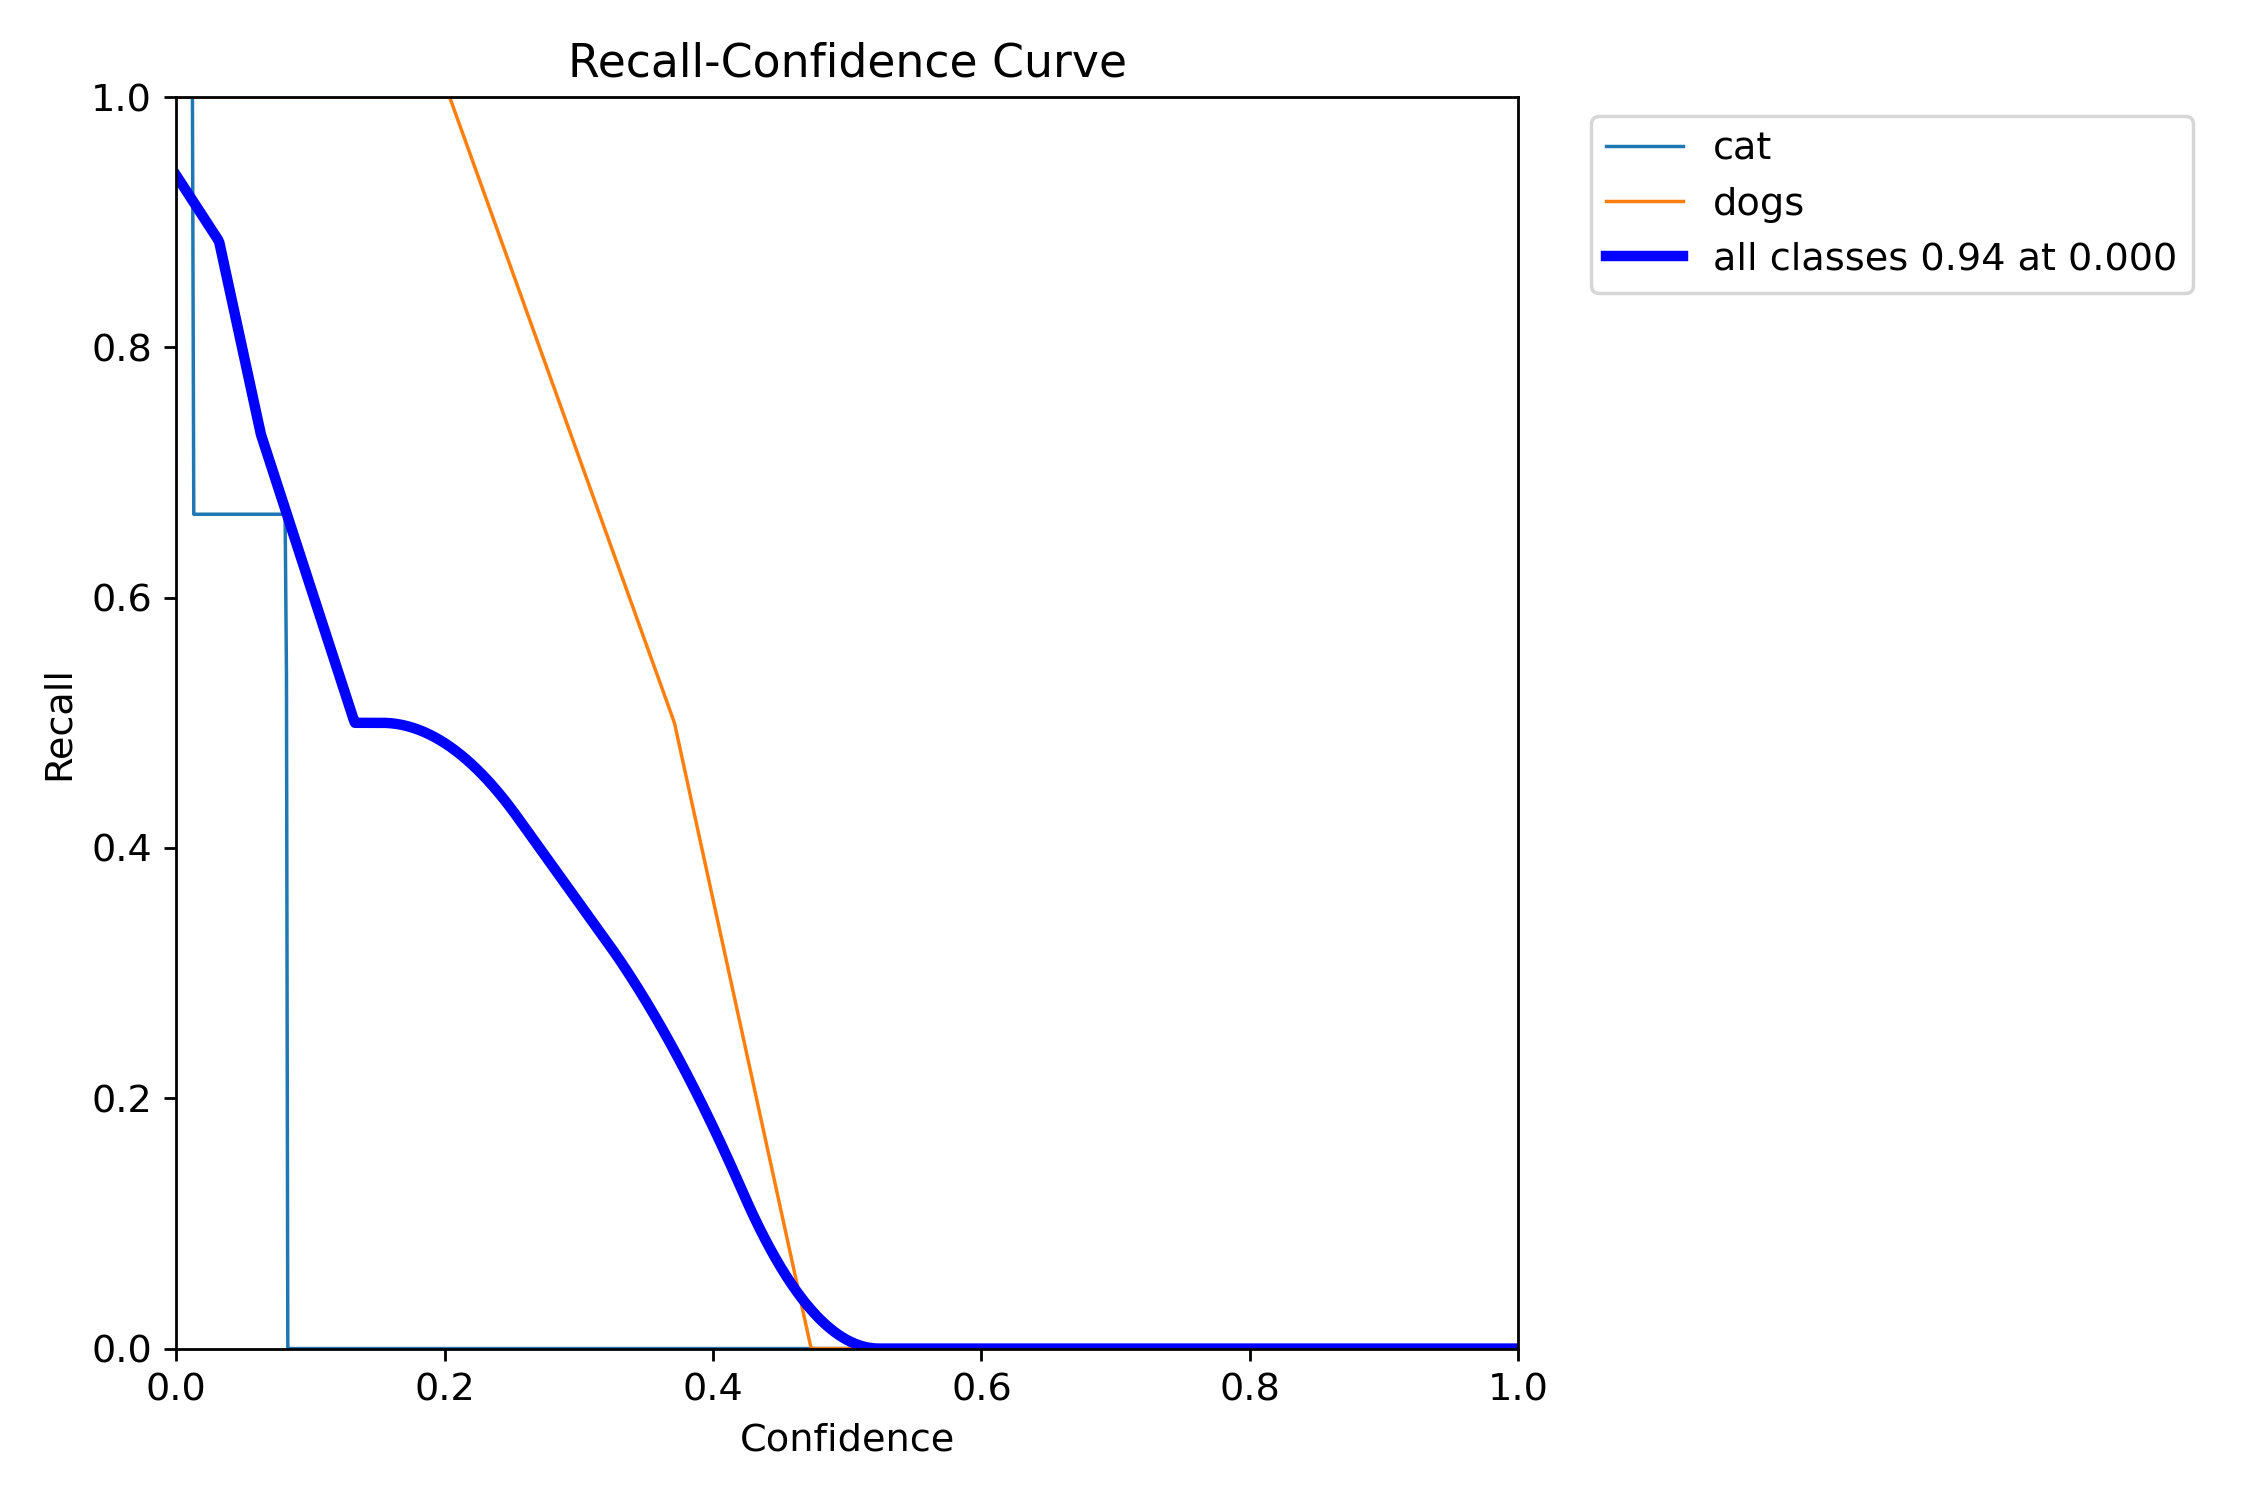 Recall-Confidence Curve
1.0
0.8
0.6
0.4
0.2
0.0
Recall
0.0 0.2 0.4 0.6 0.8 1.0
Confidence
cat
dogs
all classes 0.94 at 0.000